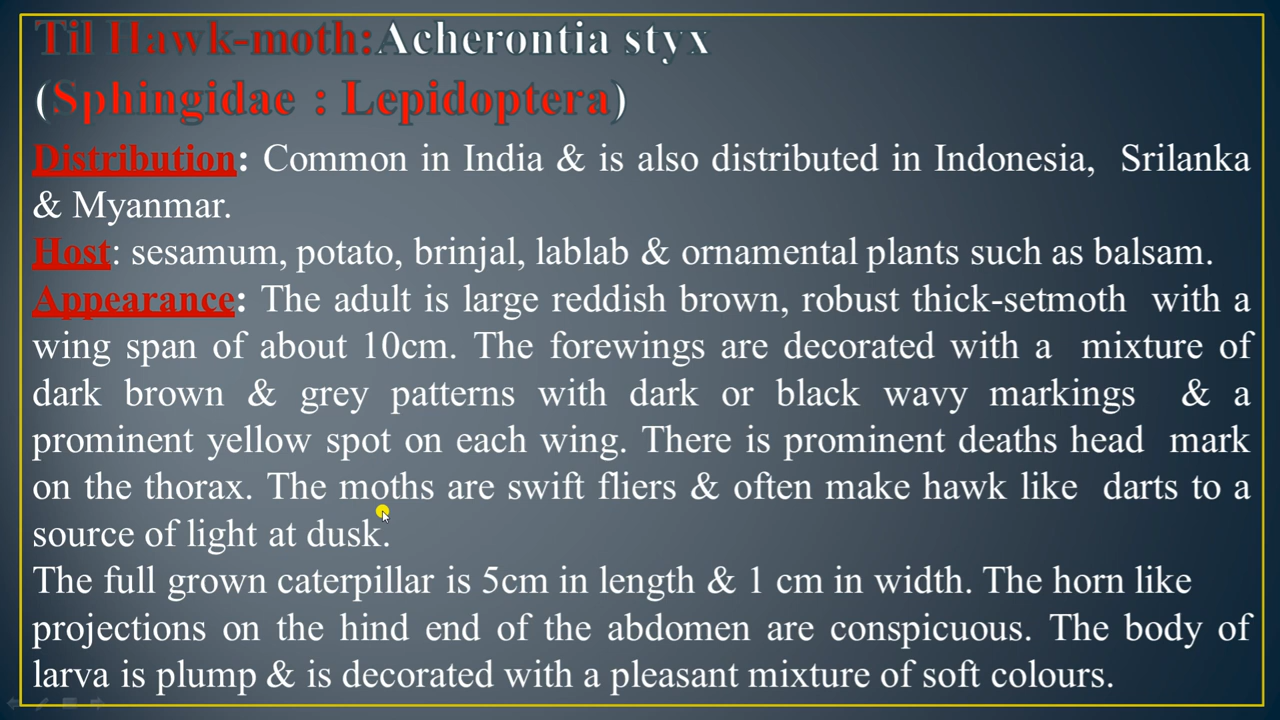 Til Hawk-moth:Acherontia styx
(Sphingidae : Lepidoptera)
Distribution: Common in India & is also distributed in Indonesia, Srilanka
& Myanmar.
Host: sesamum, potato, brinjal, lablab & ornamental plants such as balsam.
Appearance: The adult is large reddish brown, robust thick-setmoth with a
wing span of about 10cm. The forewings are decorated with a mixture of
dark brown & grey patterns with dark or black wavy markings & a
prominent yellow spot on each wing. There is prominent deaths head mark
on the thorax. The moths are swift fliers & often make hawk like darts to a
source of light at dusk.
The full grown caterpillar is 5cm in length & 1 cm in width. The horn like
projections on the hind end of the abdomen are conspicuous. The body of
larva is plump & is decorated with a pleasant mixture of soft colours.